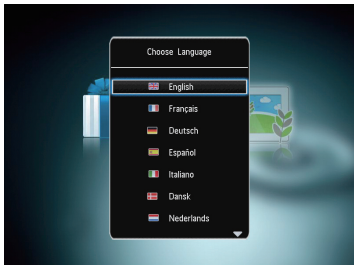 Choose Language
English
Français
Deutsch
Español
Italiano
Dansk
Nederlands